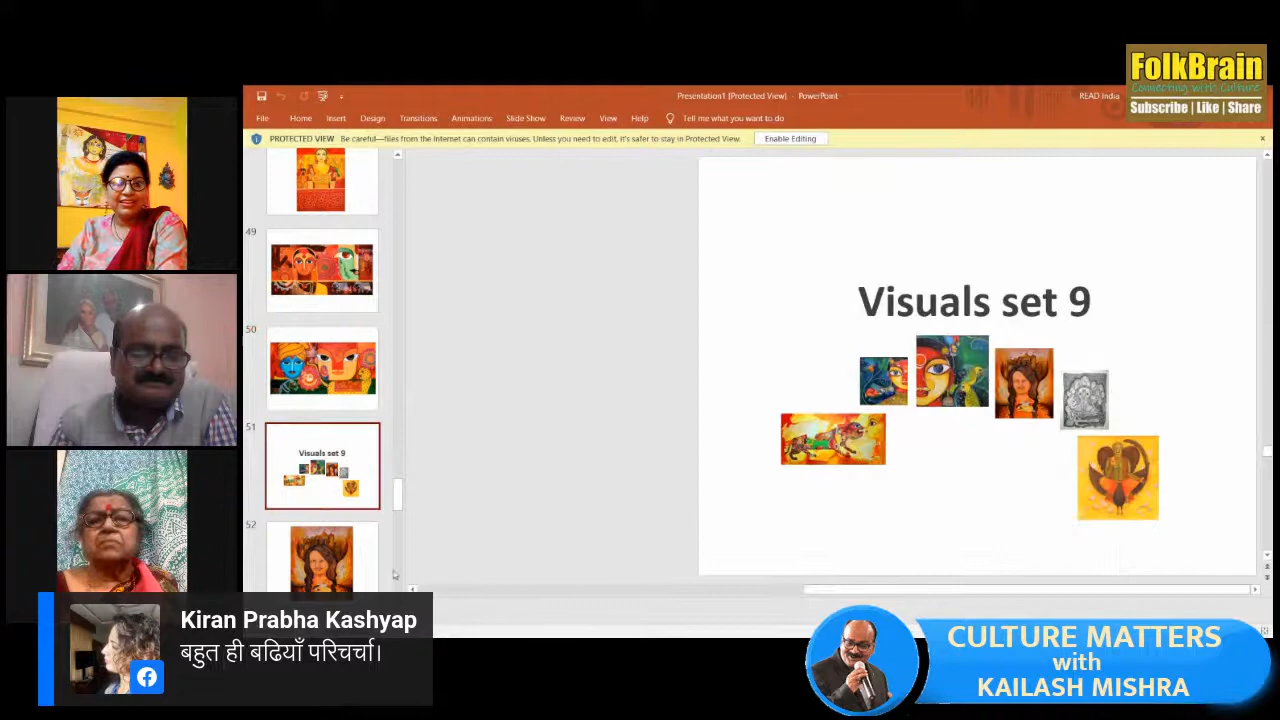 FolkBrain
Connecting with Culture
Subscribe | Like | Share
Presentation1 [Protected View] - PowerPoint
READ India
File Home Insert Design Transitions Animations Slide Show Review View Help Tell me what you want to do
PROTECTED VIEW Be careful—files from the Internet can contain viruses. Unless you need to edit, it's safer to stay in Protected View. Enable Editing
49
50
51
Visuals set 9
52
Visuals set 9
Kiran Prabha Kashyap
बहुत ही बढियाँ परिचर्चा।
CULTURE MATTERS
with
KAILASH MISHRA